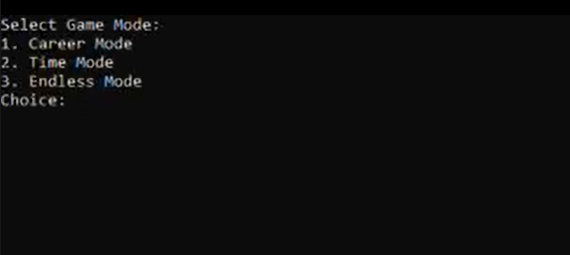 Select Game Mode:
1. Career Mode
2. Time Mode
3. Endless Mode
Choice: